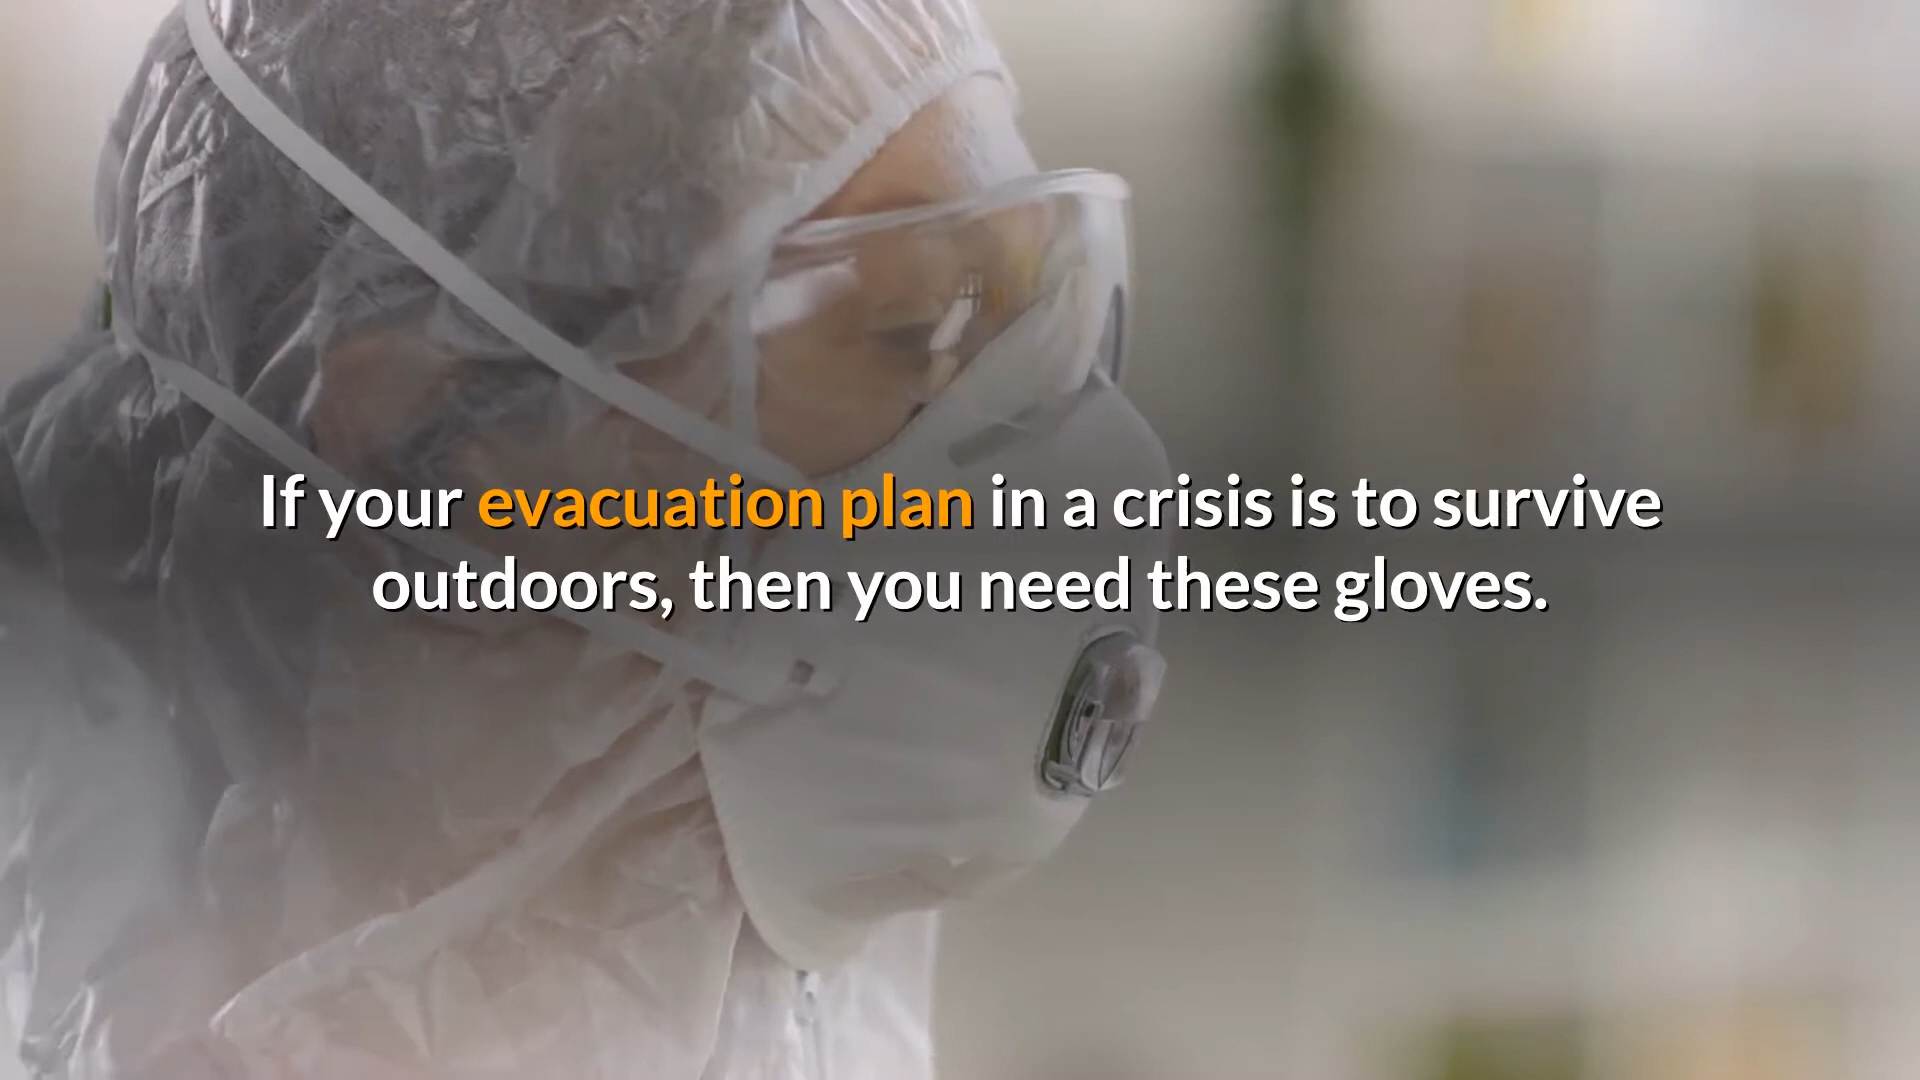 If your evacuation plan in a crisis is to survive
outdoors, then you need these gloves.